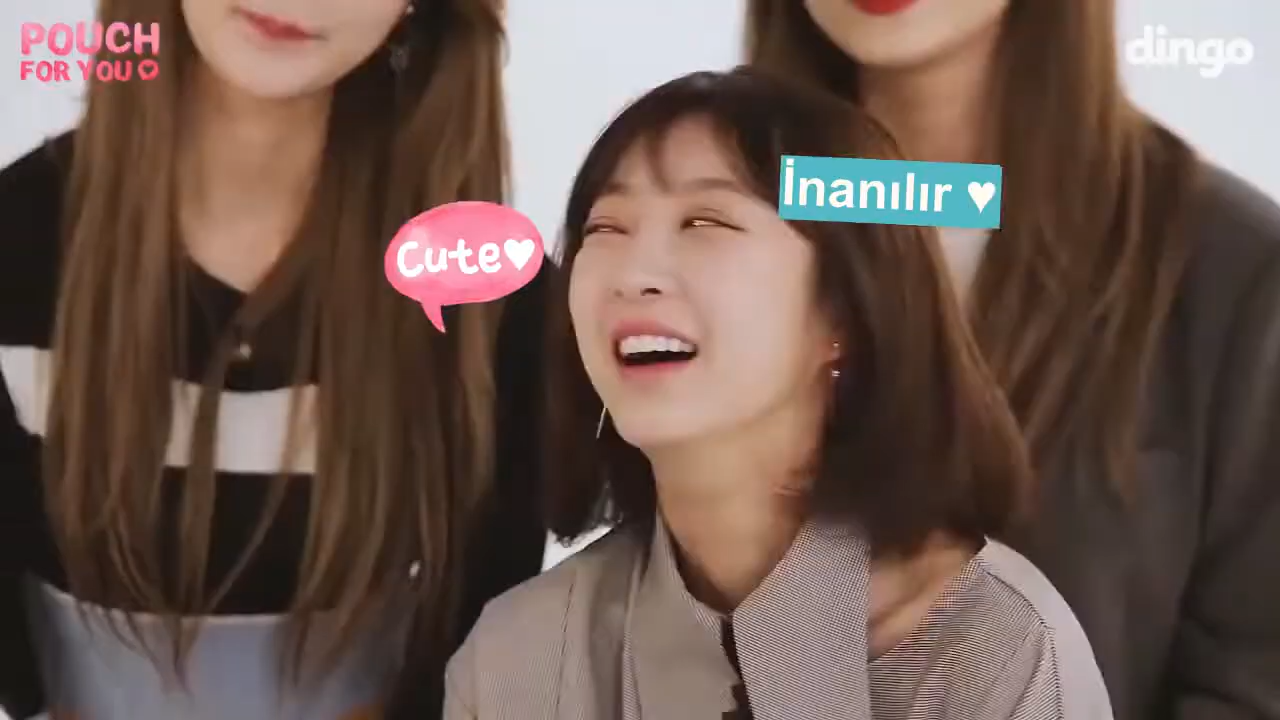 POUCH
FOR YOU
dingo
İnanılır ♥
Cute♥